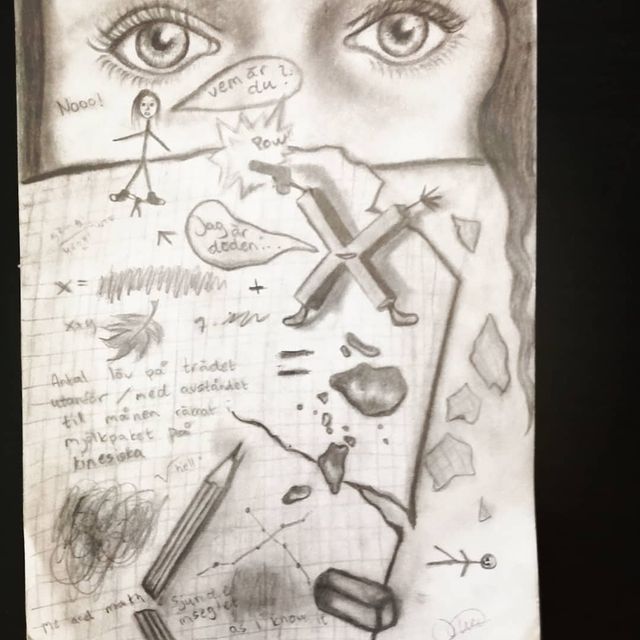 vem är
du?
Nooo!
Pow
Jag är
döden...
x =
+
=
Antal löv på trädet
utanför / med avståndet
till månen räknat i
mjölkpaket på
kinesiska
hell!
me and math
as I know it